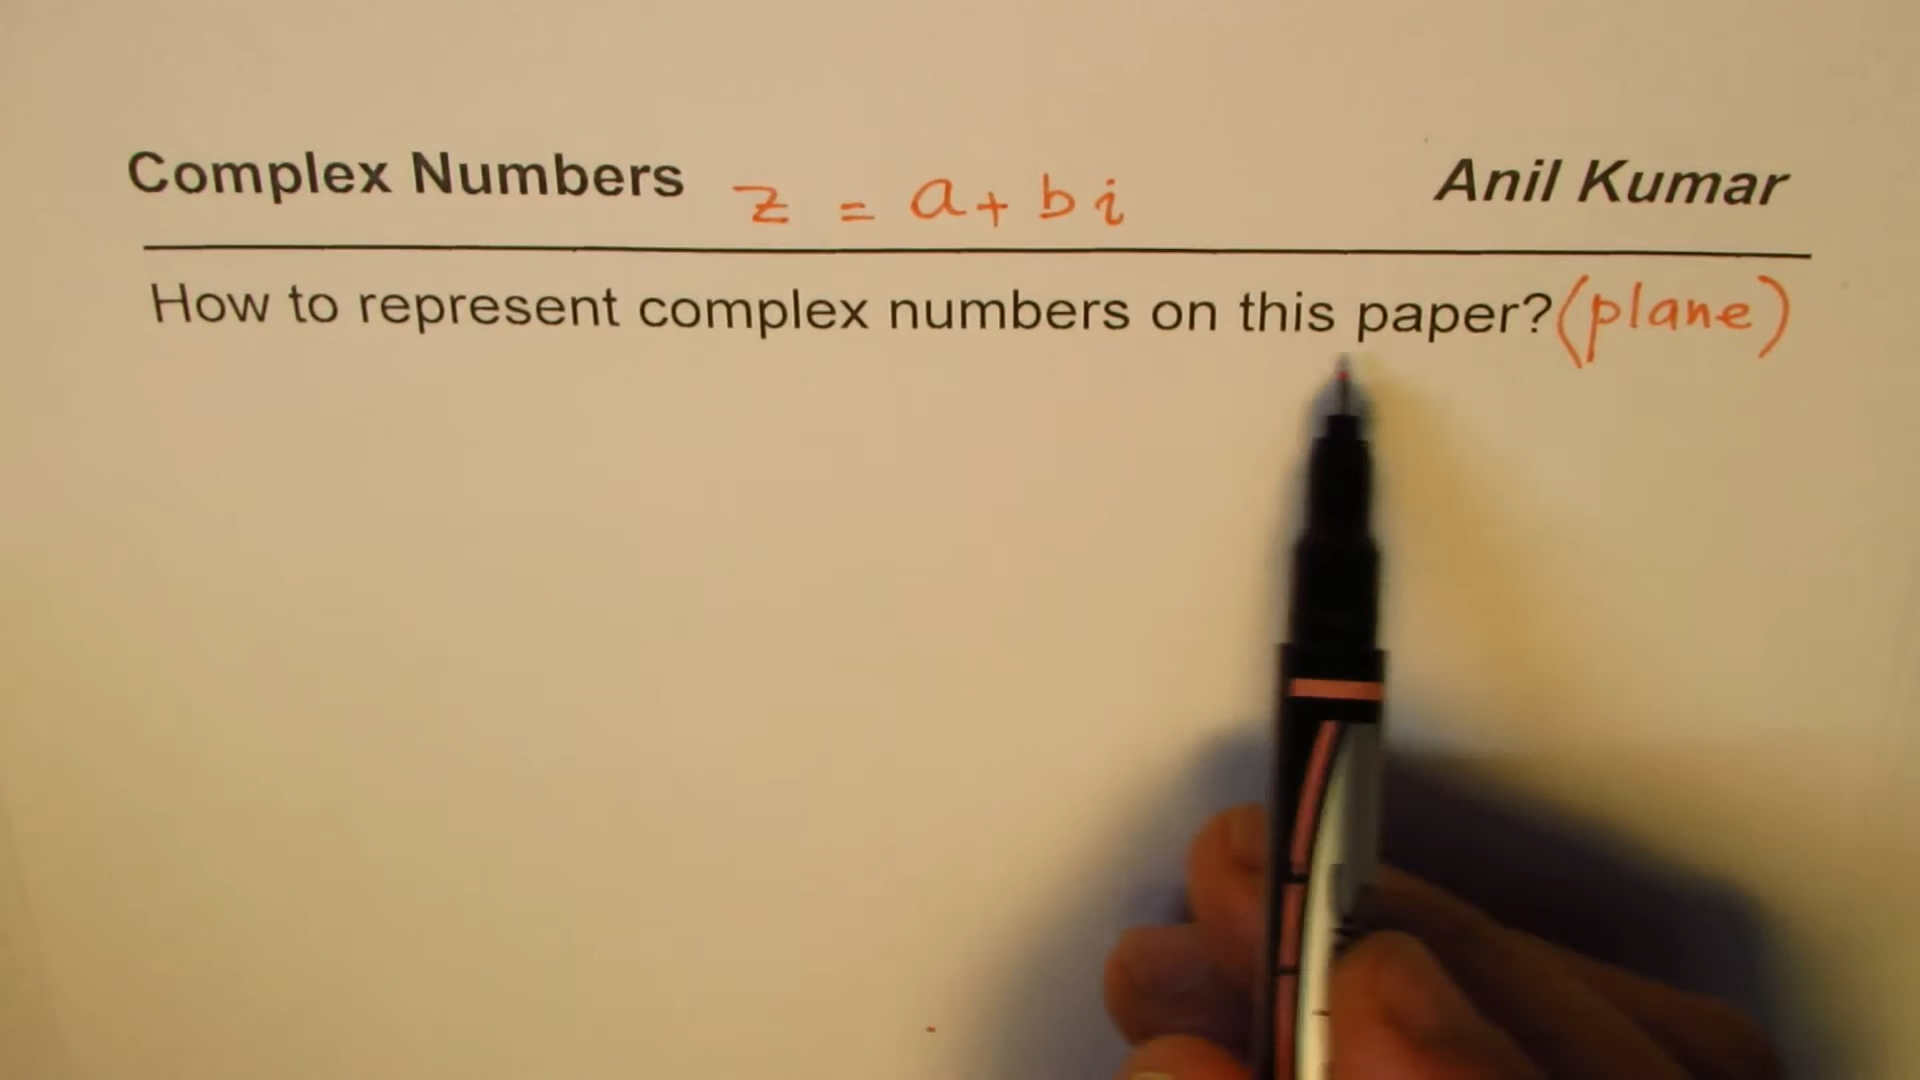 Complex Numbers z = a + bi Anil Kumar
How to represent complex numbers on this paper? (plane)